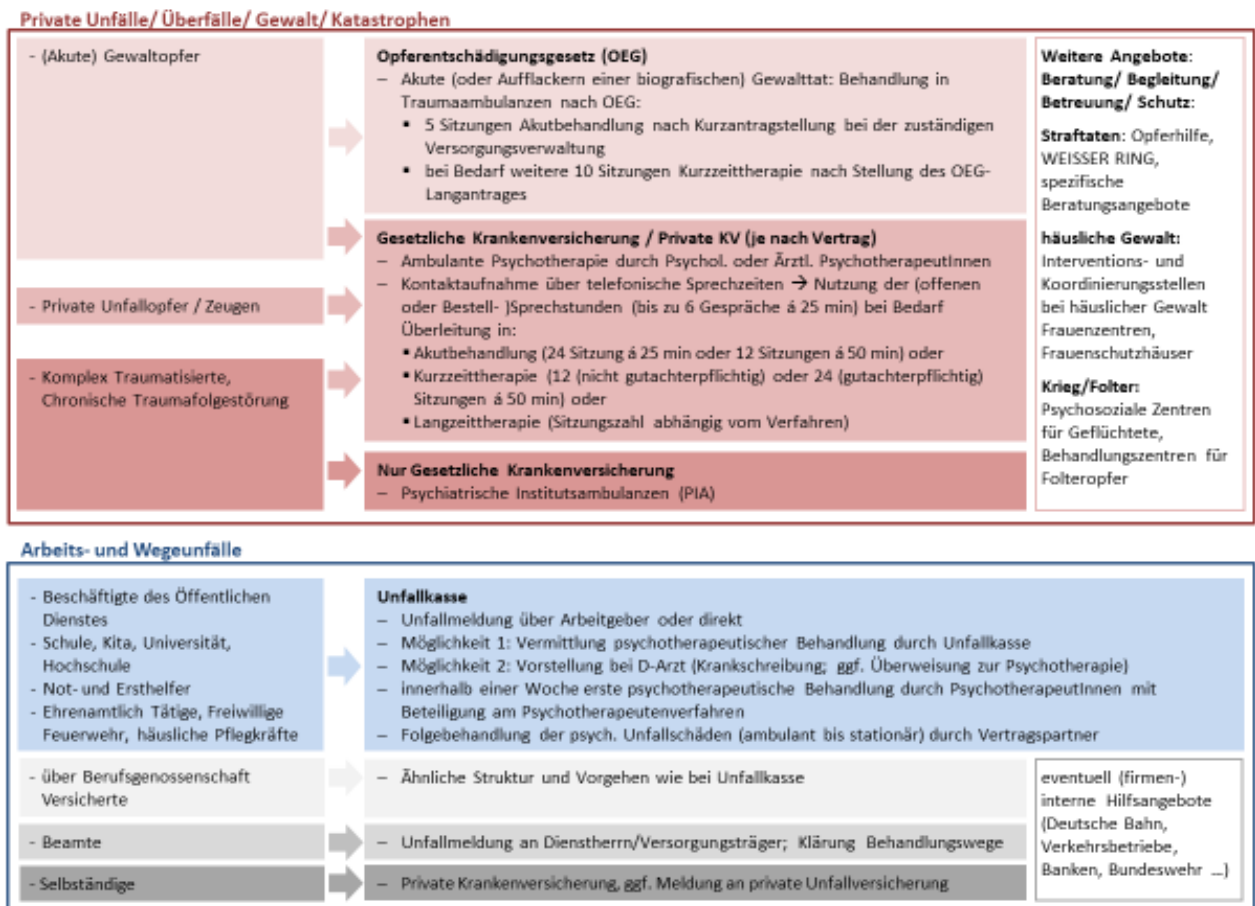 Private Unfälle/ Überfälle/ Gewalt/ Katastrophen
- (Akute) Gewaltopfer
Opferentschädigungsgesetz (OEG)
– Akute (oder Aufflackern einer biografischen) Gewalttat: Behandlung in
Traumaambulanzen nach OEG:
▪ 5 Sitzungen Akutbehandlung nach Kurzantragstellung bei der zuständigen
Versorgungsverwaltung
▪ bei Bedarf weitere 10 Sitzungen Kurzzeittherapie nach Stellung des OEG-
Langantrages
- Private Unfallopfer / Zeugen
- Komplex Traumatisierte,
Chronische Traumafolgestörung
Gesetzliche Krankenversicherung / Private KV (je nach Vertrag)
– Ambulante Psychotherapie durch Psychol. oder Ärztl. PsychotherapeutInnen
– Kontaktaufnahme über telefonische Sprechzeiten → Nutzung der (offenen
oder Bestell- )Sprechstunden (bis zu 6 Gespräche á 25 min) bei Bedarf
Überleitung in:
▪ Akutbehandlung (24 Sitzung á 25 min oder 12 Sitzungen á 50 min) oder
▪ Kurzzeittherapie (12 (nicht gutachterpflichtig) oder 24 (gutachterpflichtig)
Sitzungen á 50 min) oder
▪ Langzeittherapie (Sitzungszahl abhängig vom Verfahren)
Nur Gesetzliche Krankenversicherung
– Psychiatrische Institutsambulanzen (PIA)
Weitere Angebote:
Beratung/ Begleitung/
Betreuung/ Schutz:
Straftaten: Opferhilfe,
WEISSER RING,
spezifische
Beratungsangebote
häusliche Gewalt:
Interventions- und
Koordinierungsstellen
bei häuslicher Gewalt
Frauenzentren,
Frauenschutzhäuser
Krieg/Folter:
Psychosoziale Zentren
für Geflüchtete,
Behandlungszentren für
Folteropfer
Arbeits- und Wegeunfälle
- Beschäftigte des Öffentlichen
Dienstes
- Schule, Kita, Universität,
Hochschule
- Not- und Ersthelfer
- Ehrenamtlich Tätige, Freiwillige
Feuerwehr, häusliche Pflegkräfte
Unfallkasse
– Unfallmeldung über Arbeitgeber oder direkt
– Möglichkeit 1: Vermittlung psychotherapeutischer Behandlung durch Unfallkasse
– Möglichkeit 2: Vorstellung bei D-Arzt (Krankschreibung; ggf. Überweisung zur Psychotherapie)
– innerhalb einer Woche erste psychotherapeutische Behandlung durch PsychotherapeutInnen mit
Beteiligung am Psychotherapeutenverfahren
– Folgebehandlung der psych. Unfallschäden (ambulant bis stationär) durch Vertragspartner
- über Berufsgenossenschaft
Versicherte
– Ähnliche Struktur und Vorgehen wie bei Unfallkasse
- Beamte
– Unfallmeldung an Dienstherrn/Versorgungsträger; Klärung Behandlungswege
- Selbständige
– Private Krankenversicherung, ggf. Meldung an private Unfallversicherung
eventuell (firmen-)
interne Hilfsangebote
(Deutsche Bahn,
Verkehrsbetriebe,
Banken, Bundeswehr ...)